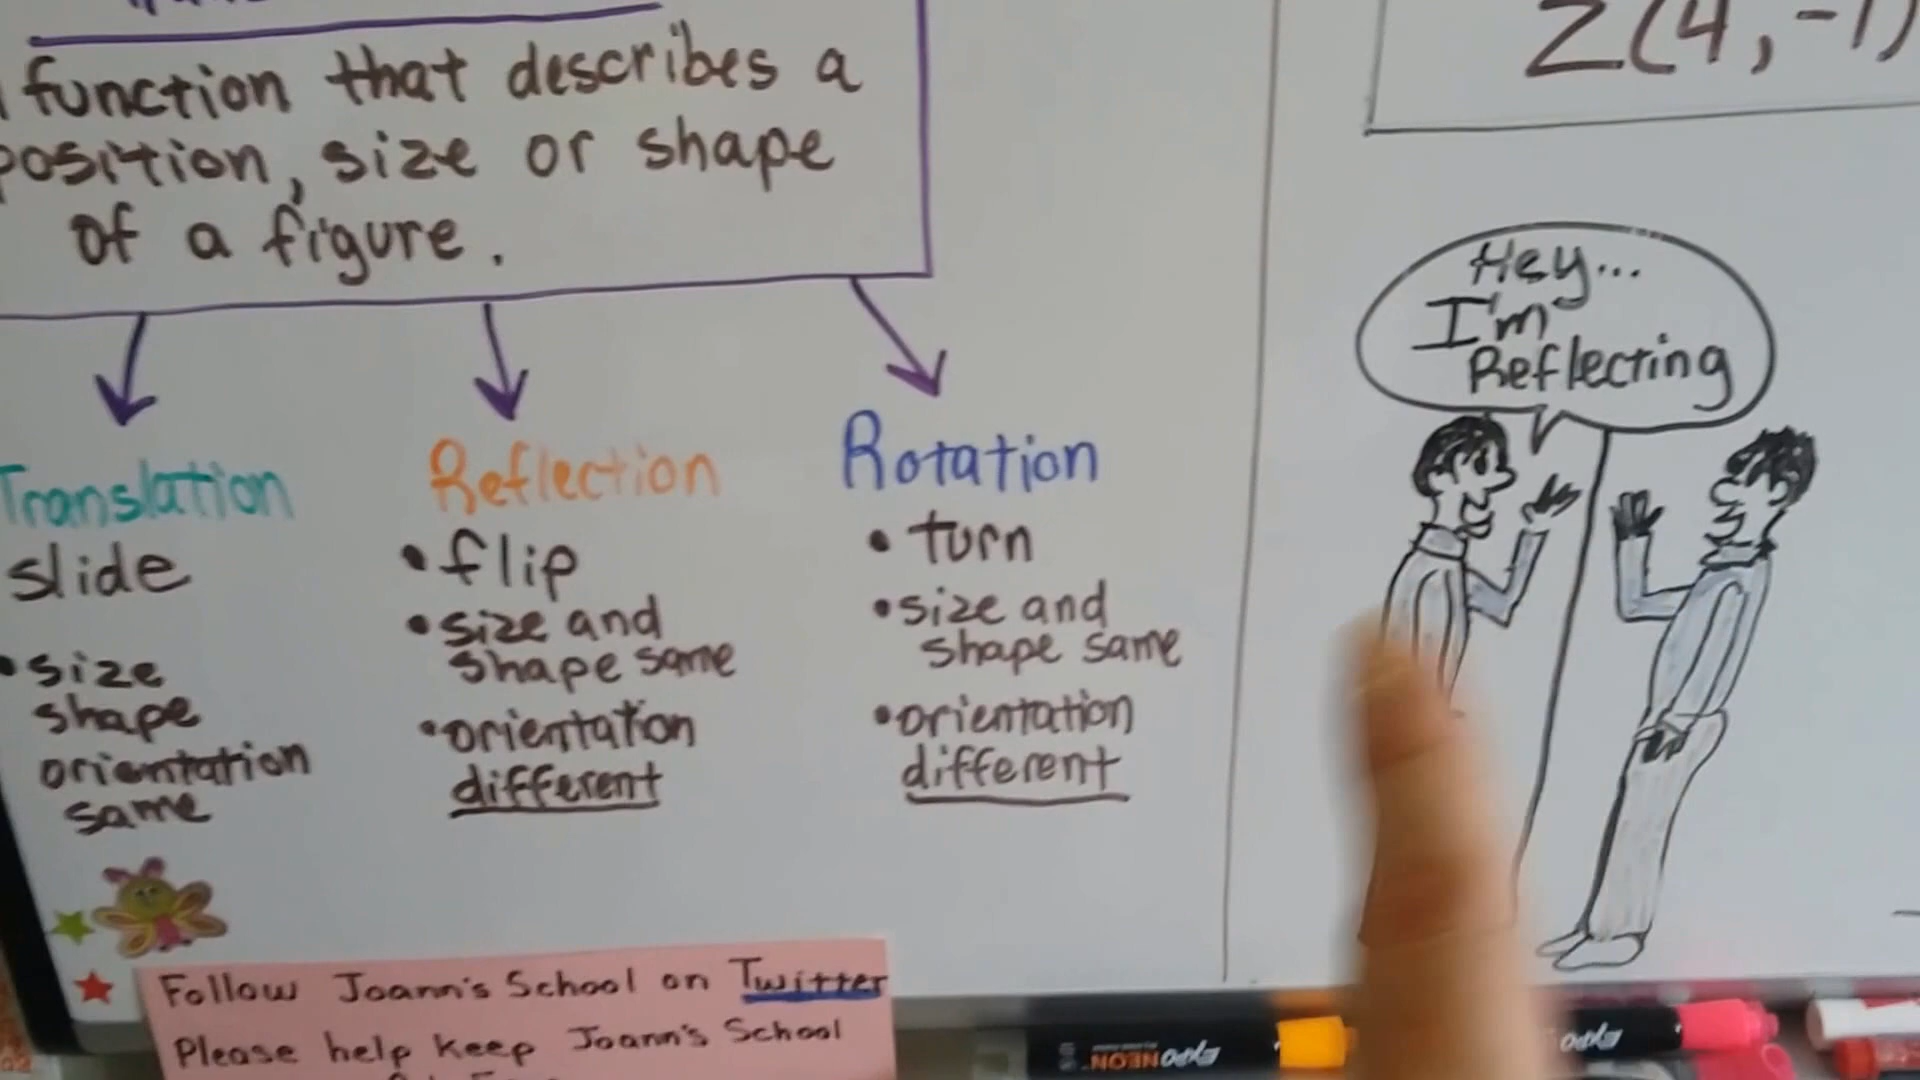 function that describes a
position, size or shape
of a figure.
Translation
slide
• size
shape
orientation
same
Reflection
• flip
• size and
shape same
• orientation
different
Rotation
• turn
• size and
shape same
• orientation
different
Z(4,-1)
Hey...
I'm
Reflecting
Follow Joann's School on Twitter
Please help keep Joann's School
EXPO NEON
EXPO